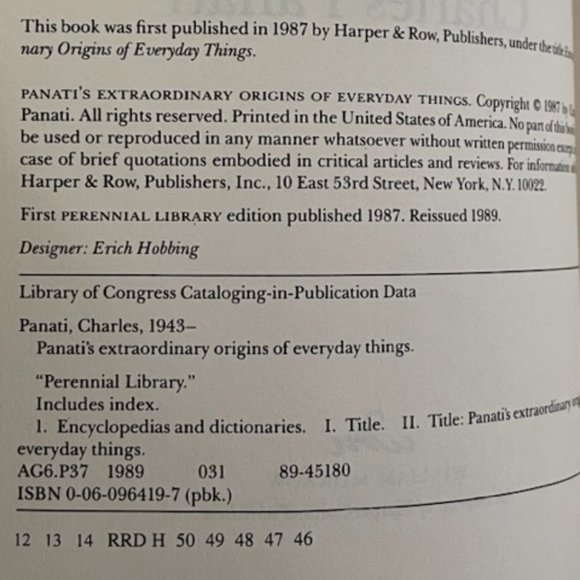 This book was first published in 1987 by Harper & Row, Publishers, under the title
nary Origins of Everyday Things.
PANATI'S EXTRAORDINARY ORIGINS OF EVERYDAY THINGS. Copyright © 1987 by
Panati. All rights reserved. Printed in the United States of America. No part of this book
be used or reproduced in any manner whatsoever without written permission except
case of brief quotations embodied in critical articles and reviews. For information
Harper & Row, Publishers, Inc., 10 East 53rd Street, New York, N.Y. 10022.
First PERENNIAL LIBRARY edition published 1987. Reissued 1989.
Designer: Erich Hobbing
Library of Congress Cataloging-in-Publication Data
Panati, Charles, 1943–
Panati's extraordinary origins of everyday things.
"Perennial Library."
Includes index.
1. Encyclopedias and dictionaries. I. Title. II. Title: Panati's extraordinary
everyday things.
AG6.P37 1989 031 89-45180
ISBN 0-06-096419-7 (pbk.)
12 13 14 RRD H 50 49 48 47 46